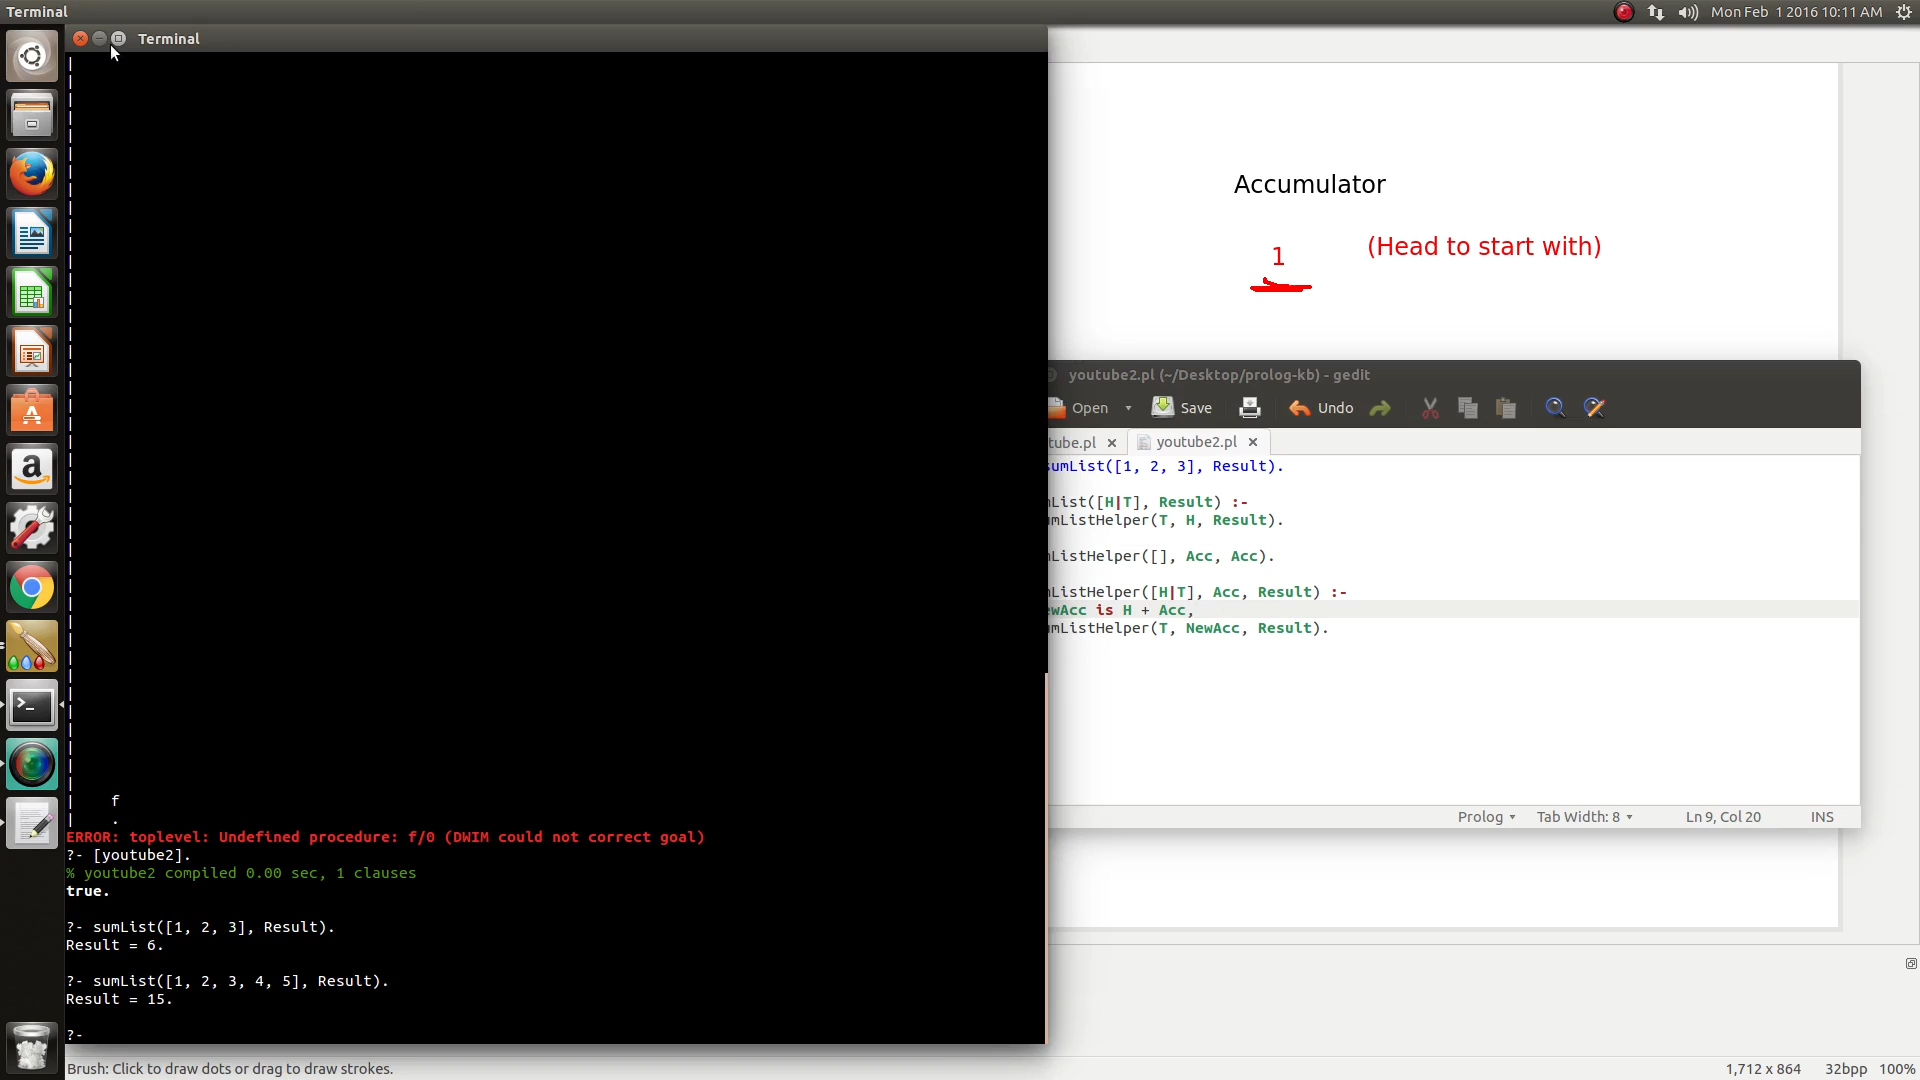 Terminal
Mon Feb 1 2016 10:11 AM
Terminal
f
.
ERROR: toplevel: Undefined procedure: f/0 (DWIM could not correct goal)
?- [youtube2].
% youtube2 compiled 0.00 sec, 1 clauses
true.
?- sumList([1, 2, 3], Result).
Result = 6.
?- sumList([1, 2, 3, 4, 5], Result).
Result = 15.
?-
Accumulator
1
(Head to start with)
youtube2.pl (~/Desktop/prolog-kb) - gedit
Open Save Undo
tube.pl youtube2.pl
sumList([1, 2, 3], Result).
List([H|T], Result) :-
mListHelper(T, H, Result).
ListHelper([], Acc, Acc).
ListHelper([H|T], Acc, Result) :-
ewAcc is H + Acc,
mListHelper(T, NewAcc, Result).
Prolog Tab Width: 8 Ln 9, Col 20 INS
Brush: Click to draw dots or drag to draw strokes.
1,712 x 864 32bpp 100%